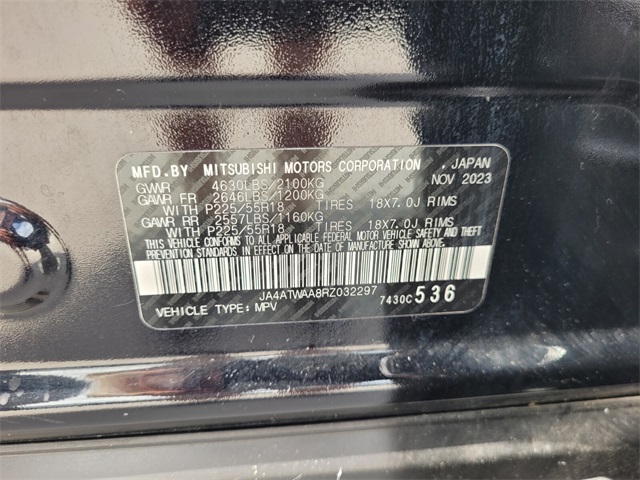 MFD.BY MITSUBISHI MOTORS CORPORATION , JAPAN
GVWR 4630LBS/2100KG NOV 2023
GAWR FR 2646LBS/1200KG
WITH P225/55R18 TIRES 18X7.0J RIMS
GAWR RR 2557LBS/1160KG
WITH P225/55R18 TIRES 18X7.0J RIMS
THIS VEHICLE CONFORMS TO ALL APPLICABLE FEDERAL MOTOR VEHICLE SAFETY AND THEFT
PREVENTION STANDARDS IN EFFECT ON THE DATE OF MANUFACTURE SHOWN ABOVE.
JA4ATWAA8RZ032297 7430C536
VEHICLE TYPE: MPV